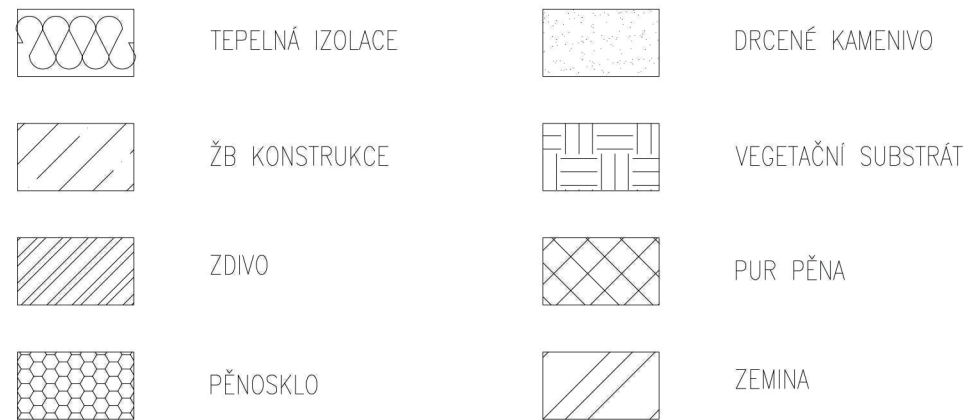 TEPELNÁ IZOLACE
ŽB KONSTRUKCE
ZDIVO
PĚNOSKLO
DRCENÉ KAMENIVO
VEGETAČNÍ SUBSTRÁT
PUR PĚNA
ZEMINA